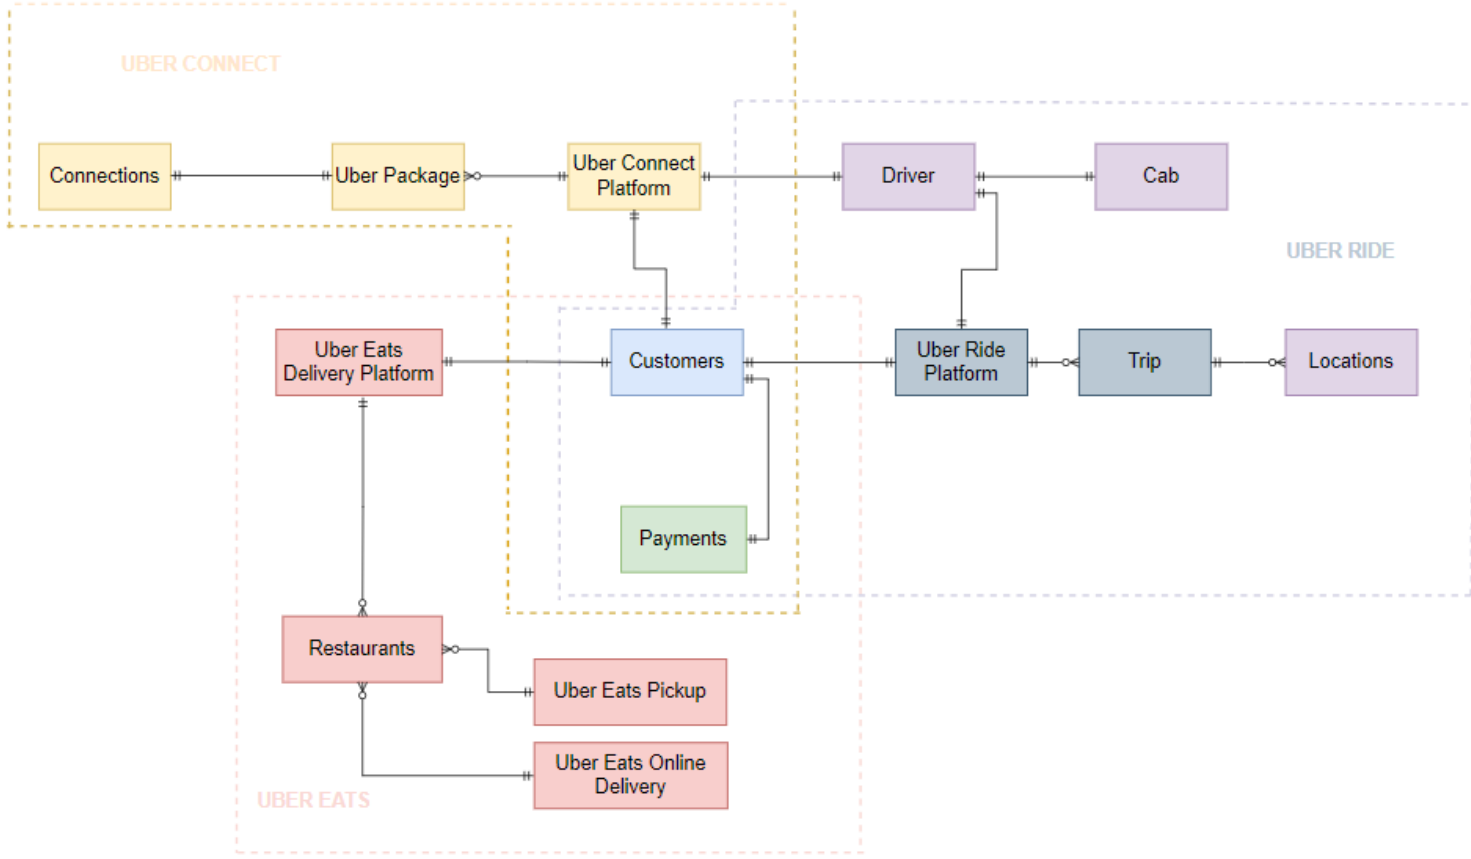 UBER CONNECT
Connections
Uber Package
Uber Connect
Platform
Driver
Cab
UBER RIDE
Uber Eats
Delivery Platform
Customers
Uber Ride
Platform
Trip
Locations
Payments
Restaurants
Uber Eats Pickup
Uber Eats Online
Delivery
UBER EATS